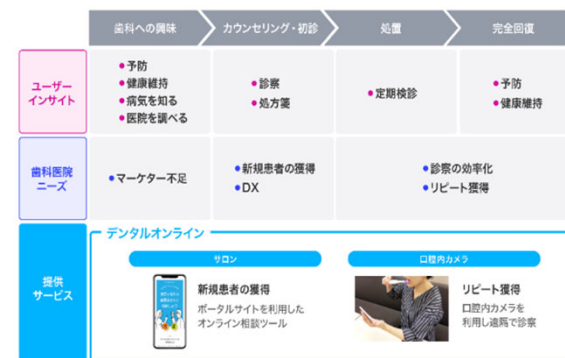 歯科への興味
カウンセリング・初診
処置
完全回復
ユーザー
インサイト
●予防
●健康維持
●病気を知る
●医院を調べる
●診察
●処方箋
●定期検診
●予防
●健康維持
歯科医院
ニーズ
●マーケター不足
●新規患者の獲得
●DX
●診察の効率化
●リピート獲得
提供
サービス
デンタルオンライン
サロン
新規患者の獲得
ポータルサイトを利用した
オンライン相談ツール
口腔内カメラ
リピート獲得
口腔内カメラを
利用し遠隔で診察